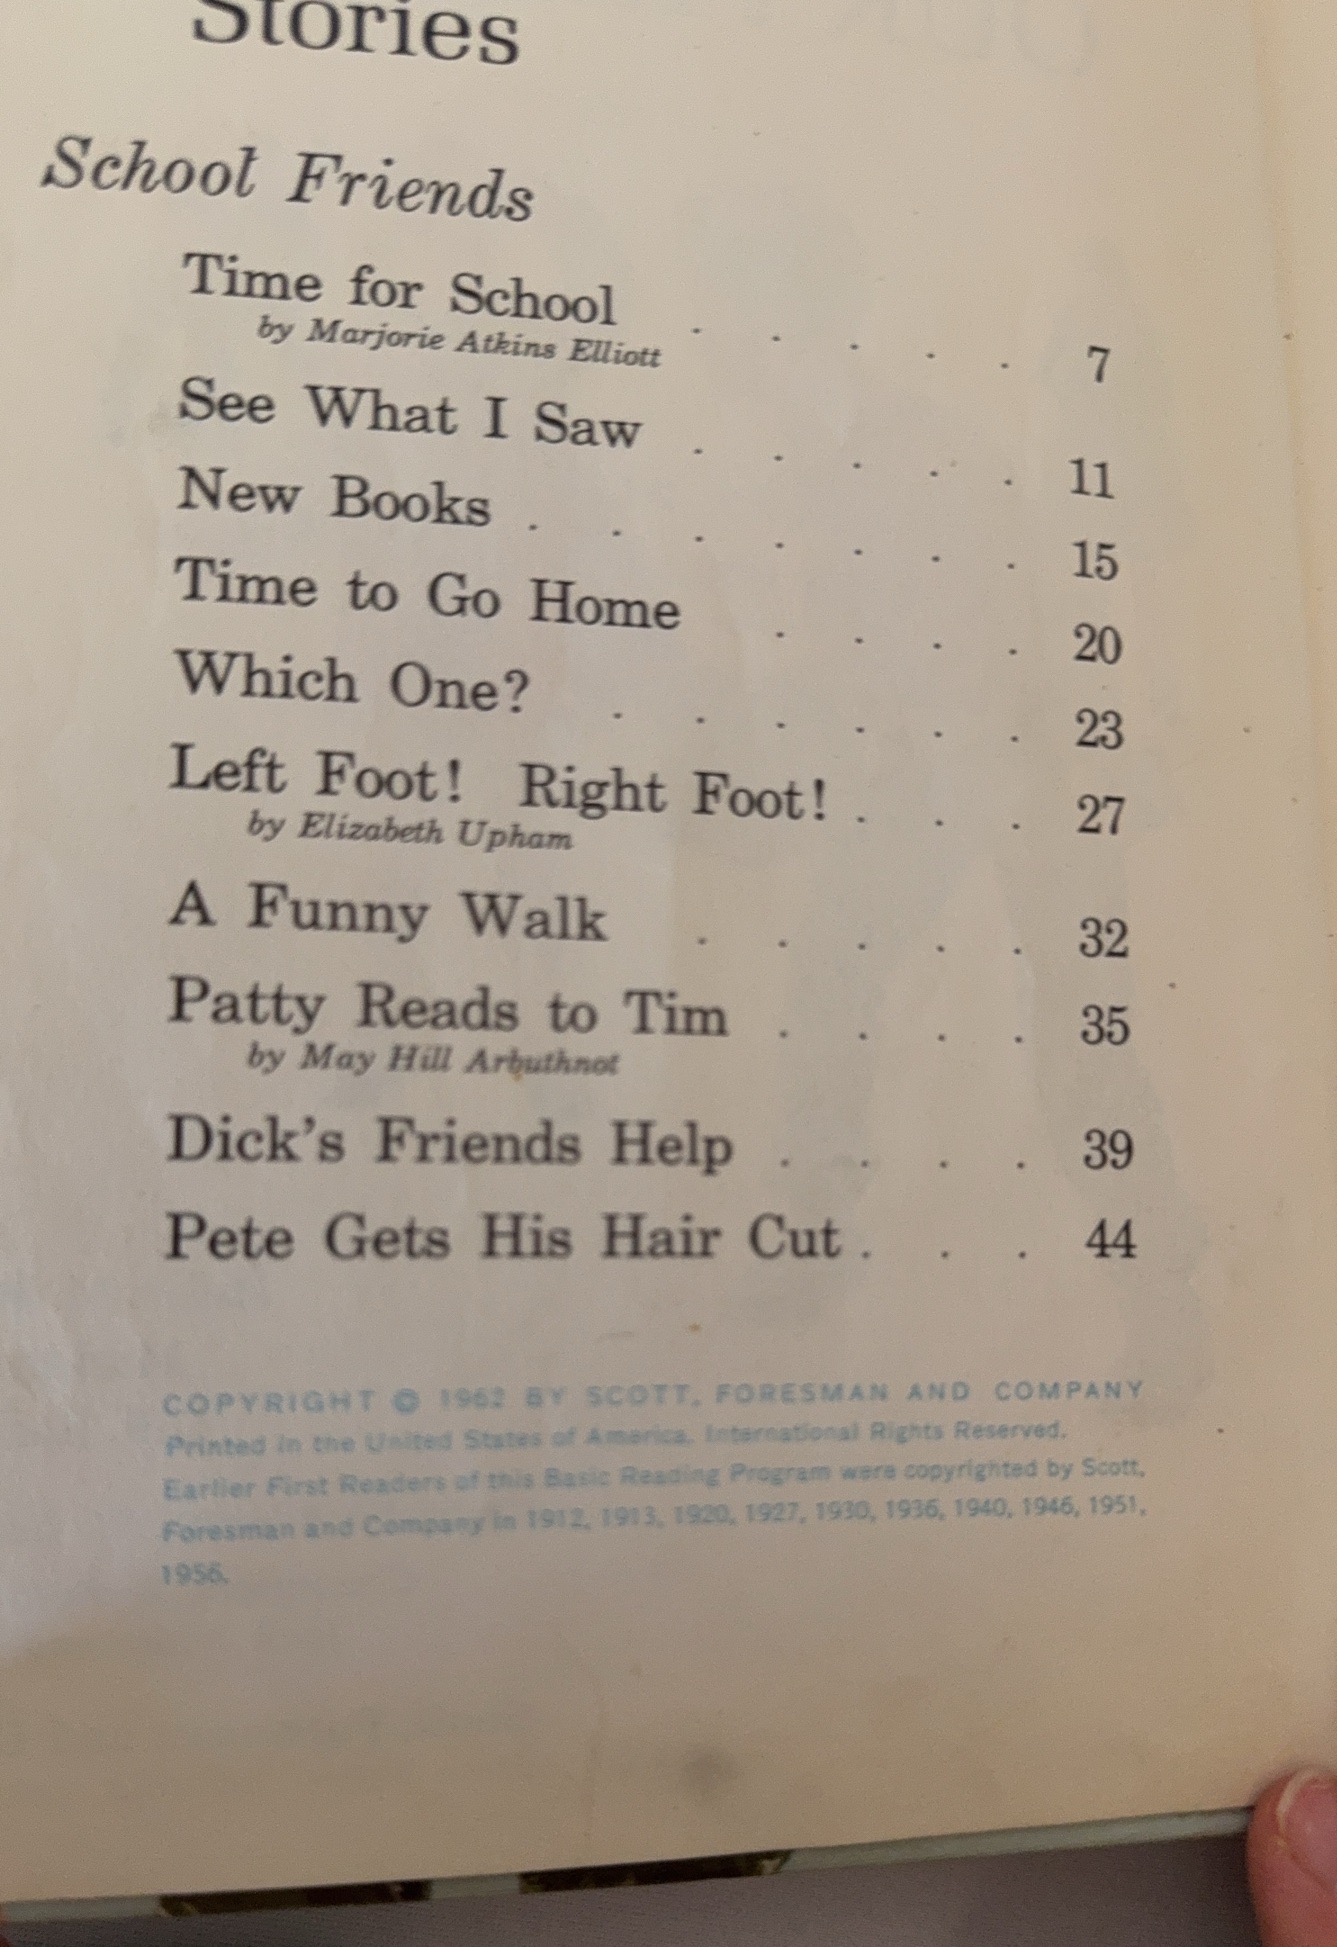 Stories
School Friends
Time for School . . . . . 7
by Marjorie Atkins Elliott
See What I Saw . . . . . 11
New Books . . . . . . . 15
Time to Go Home . . . . 20
Which One? . . . . . . 23
Left Foot! Right Foot! . . . 27
by Elizabeth Upham
A Funny Walk . . . . . 32
Patty Reads to Tim . . . . 35
by May Hill Arbuthnot
Dick's Friends Help . . . . 39
Pete Gets His Hair Cut . . . 44
COPYRIGHT © 1962 BY SCOTT, FORESMAN AND COMPANY
Printed in the United States of America. International Rights Reserved.
Earlier First Readers of this Basic Reading Program were copyrighted by Scott,
Foresman and Company in 1912, 1913, 1920, 1927, 1930, 1936, 1940, 1946, 1951,
1956.